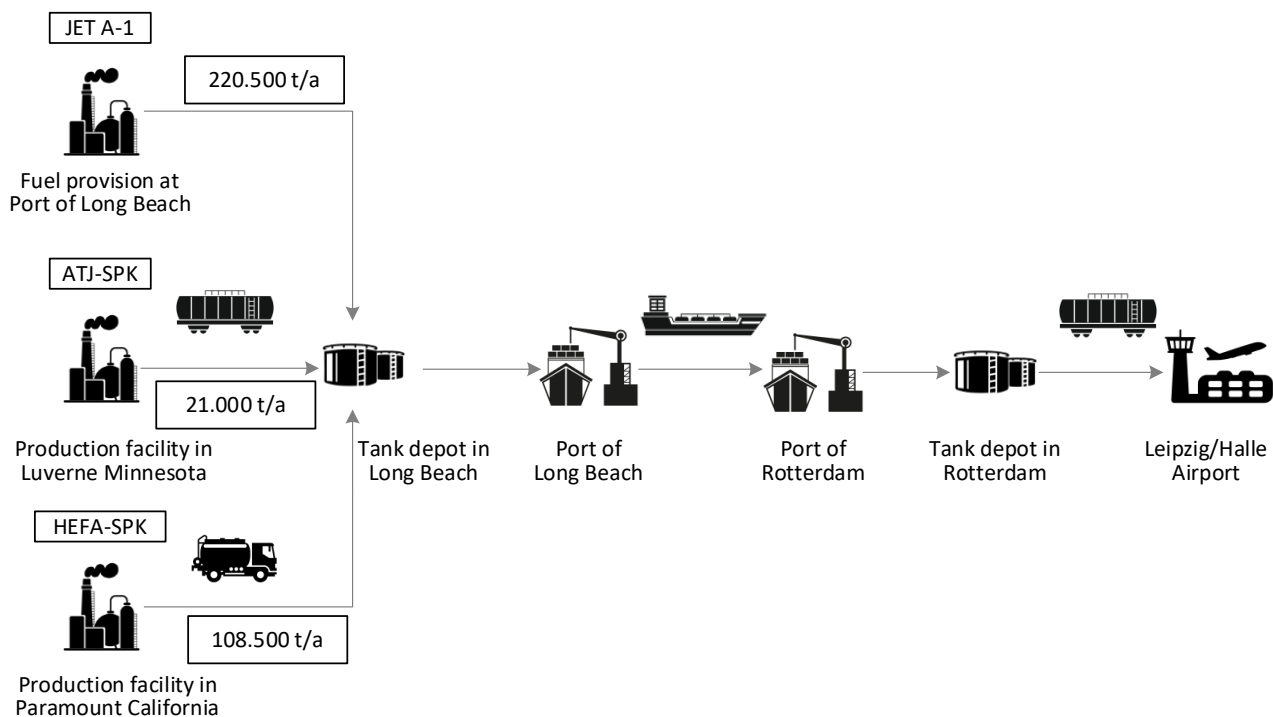 JET A-1
220.500 t/a
Fuel provision at
Port of Long Beach
ATJ-SPK
21.000 t/a
Production facility in
Luverne Minnesota
Tank depot in
Long Beach
Port of
Long Beach
Port of
Rotterdam
Tank depot in
Rotterdam
Leipzig/Halle
Airport
HEFA-SPK
108.500 t/a
Production facility in
Paramount California